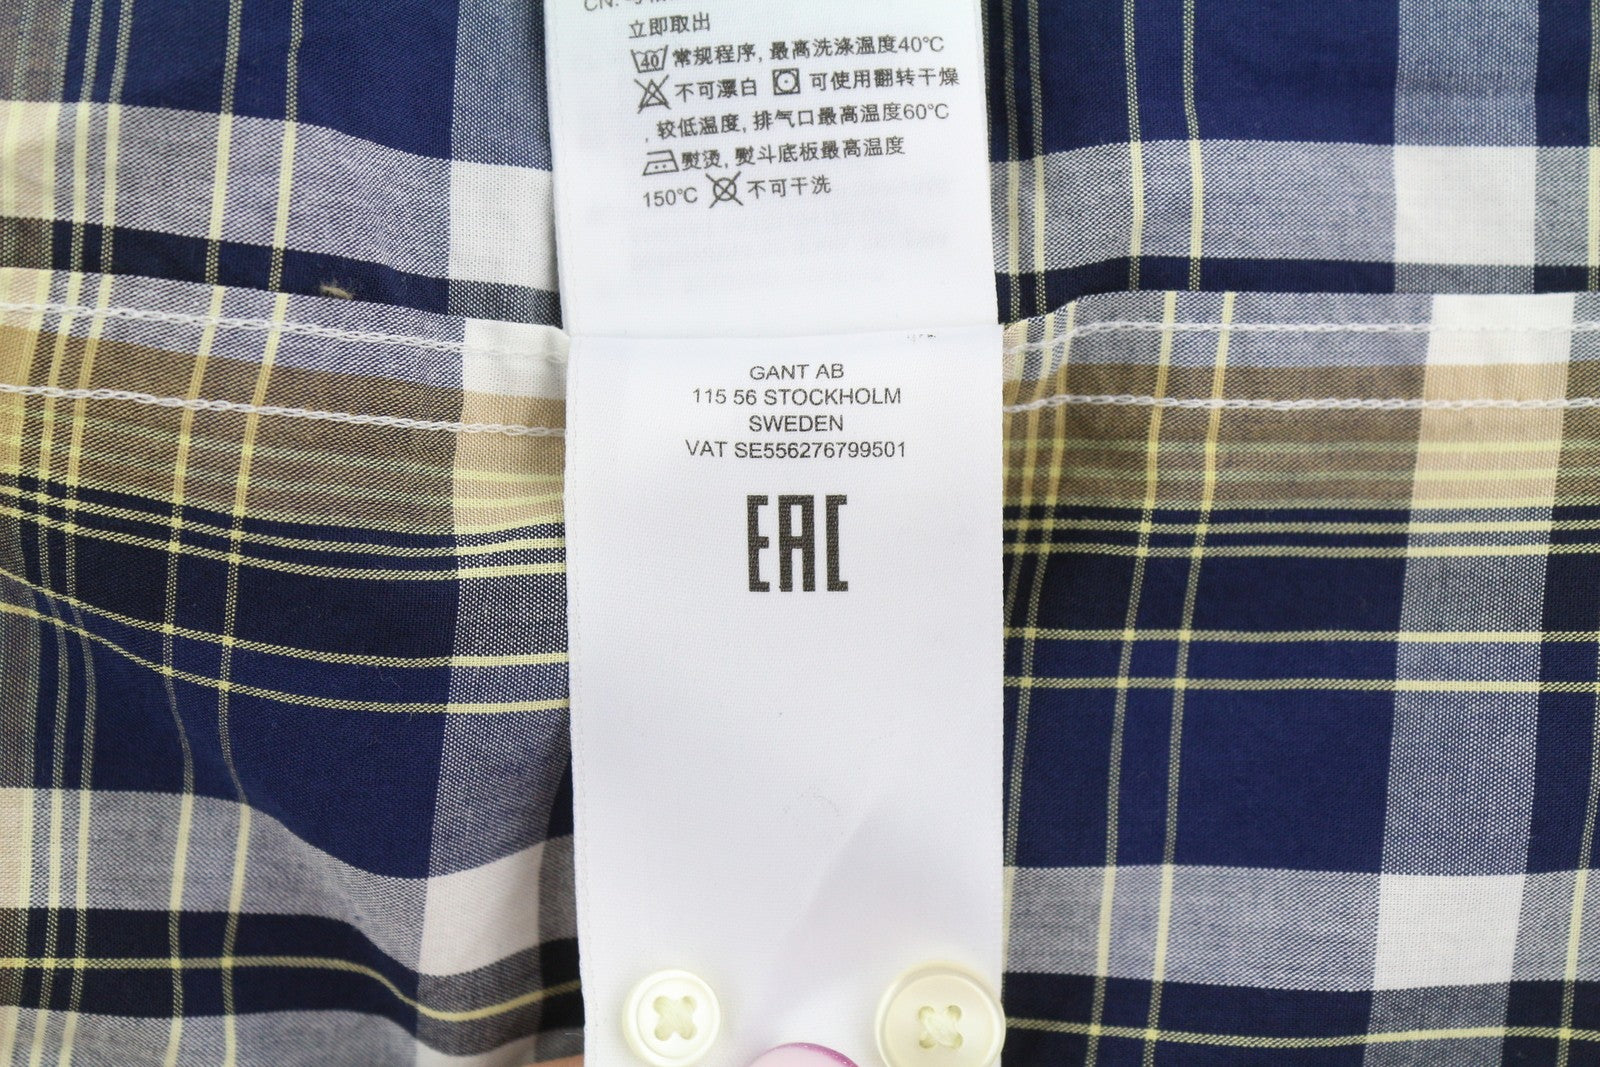 立即取出
40 常规程序, 最高洗涤温度40℃
不可漂白 可使用翻转干燥
, 较低温度, 排气口最高温度60℃
熨烫, 熨斗底板最高温度
150℃ 不可干洗
GANT AB
115 56 STOCKHOLM
SWEDEN
VAT SE556276799501
EAC